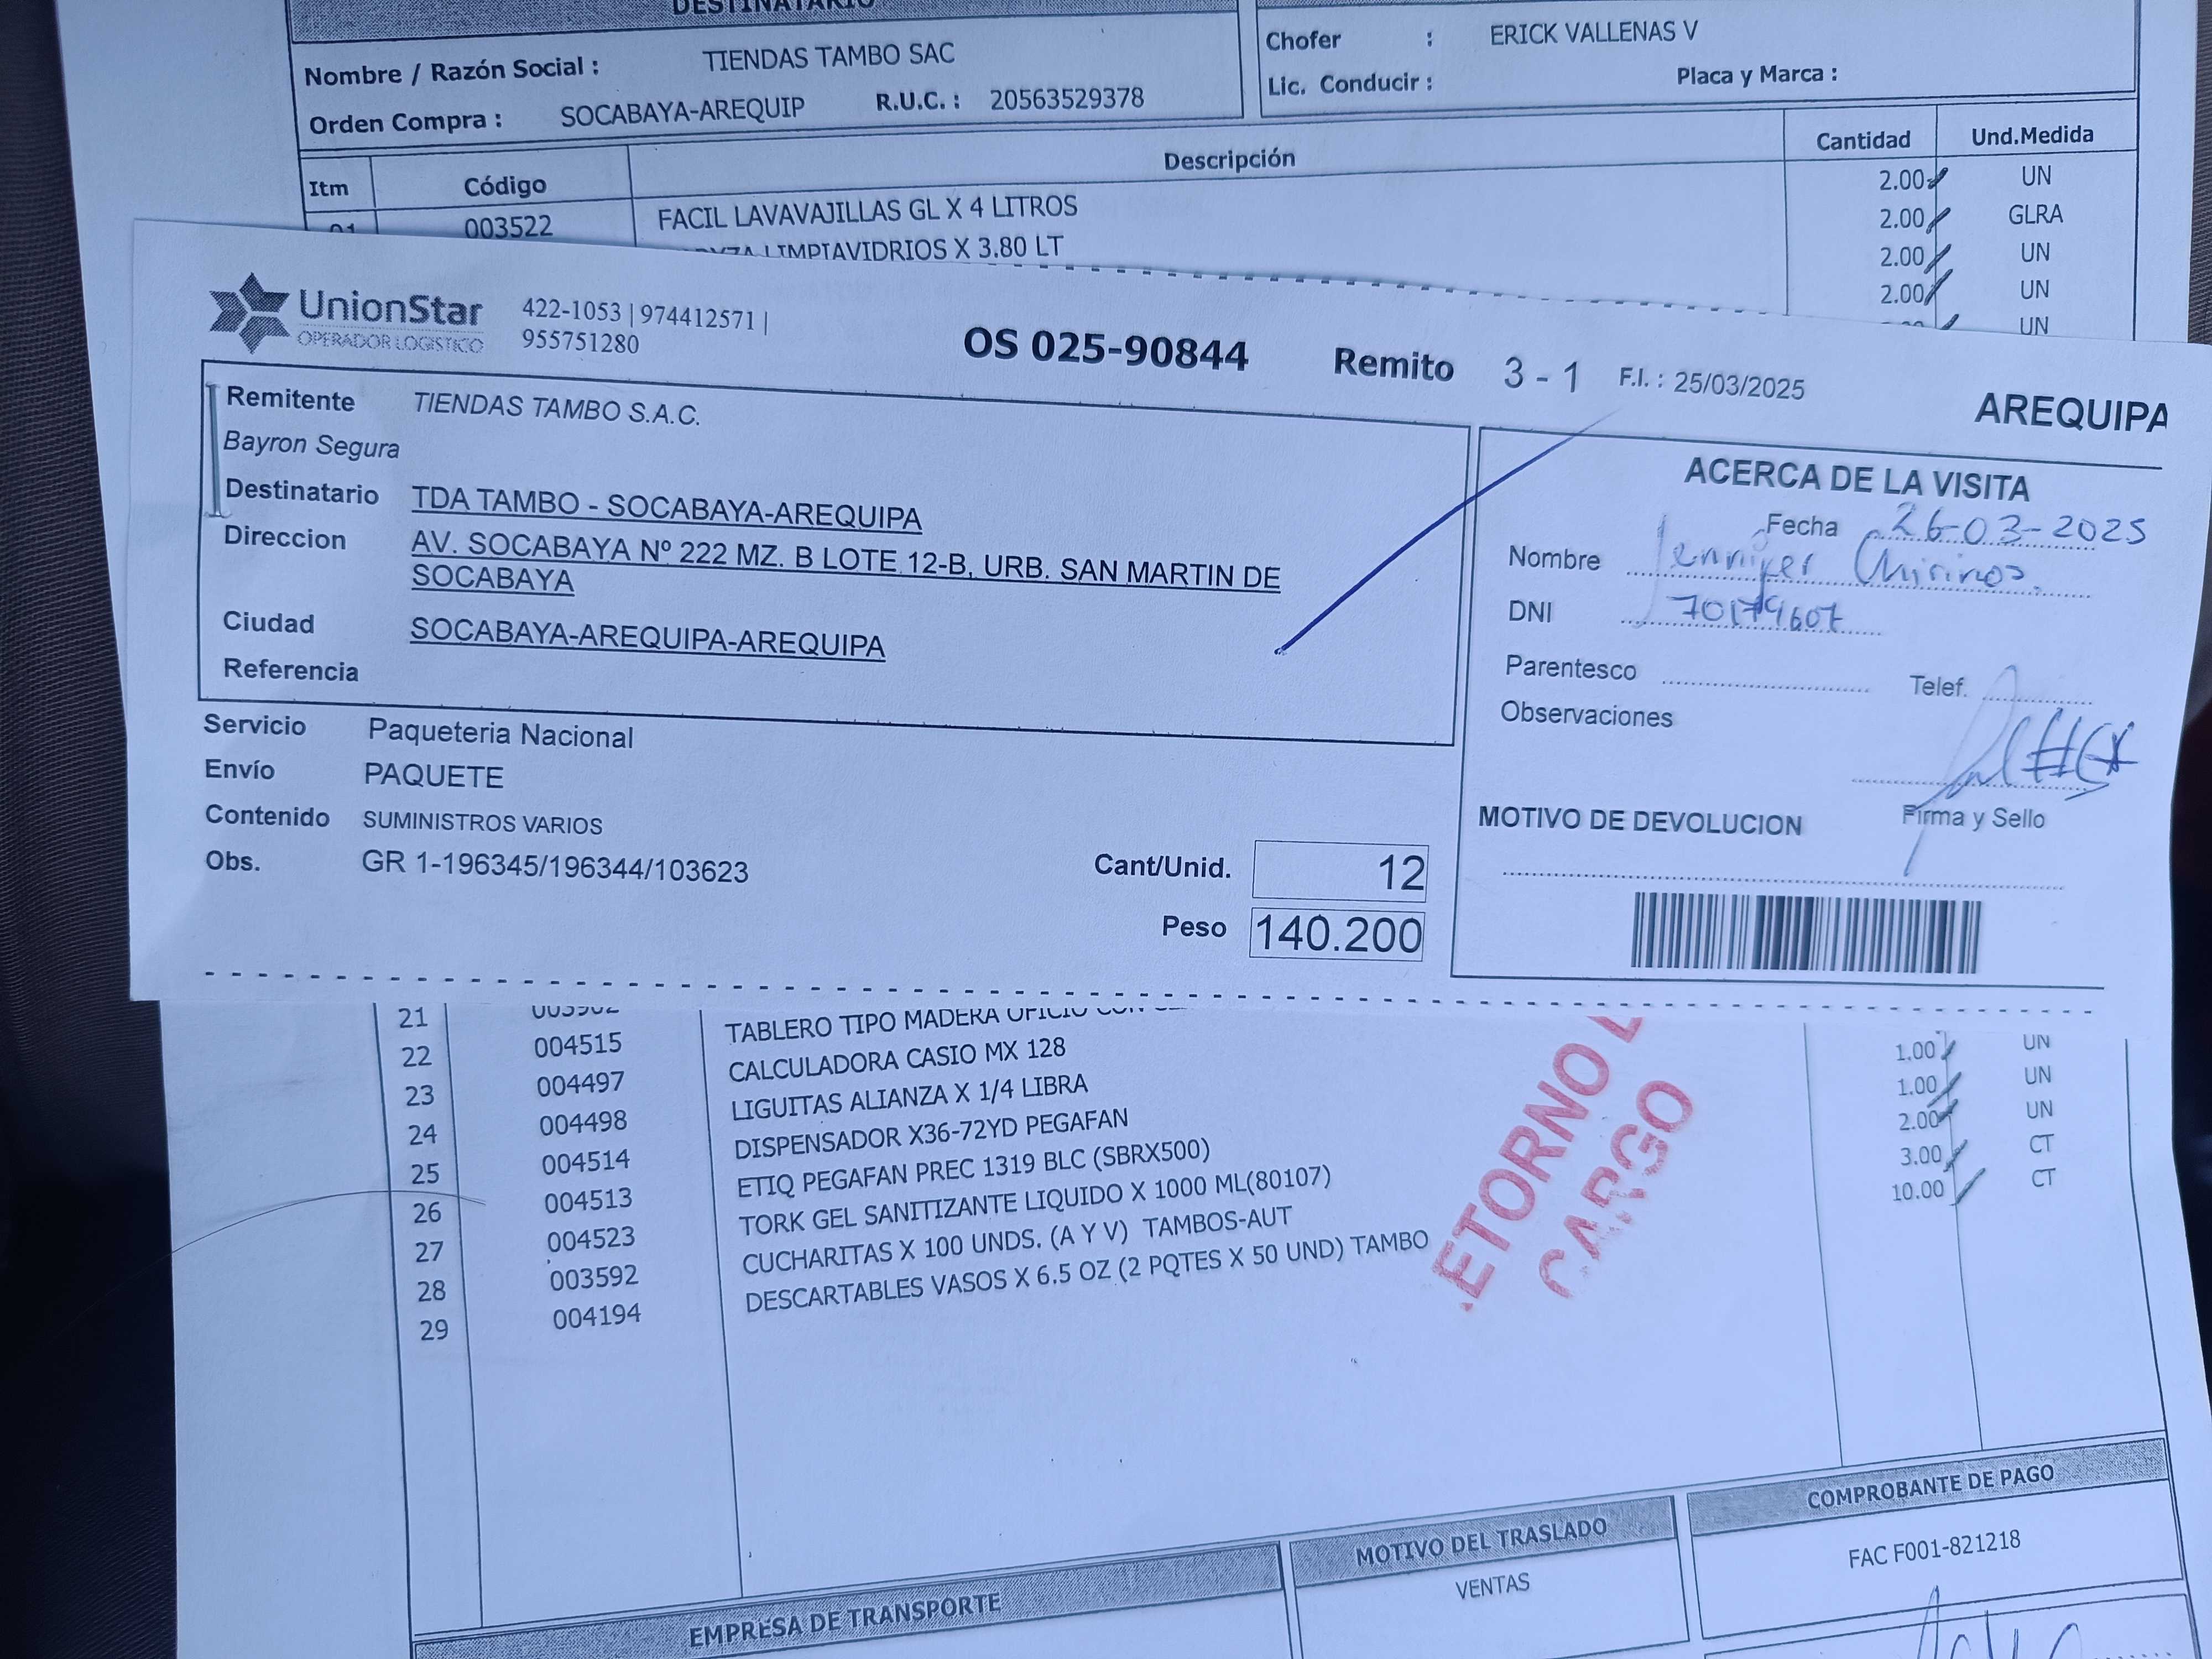 DESTINATARIO
Nombre / Razón Social : TIENDAS TAMBO SAC
Orden Compra : SOCABAYA-AREQUIP R.U.C. : 20563529378
Chofer : ERICK VALLENAS V
Lic. Conducir : Placa y Marca :
Itm Código Descripción Cantidad Und.Medida
01 003522 FACIL LAVAVAJILLAS GL X 4 LITROS 2.00 UN
LIMPIAVIDRIOS X 3.80 LT 2.00 GLRA
2.00 UN
2.00 UN
UN
UnionStar
OPERADOR LOGISTICO
422-1053 | 974412571 |
955751280
OS 025-90844 Remito 3 - 1 F.I. : 25/03/2025 AREQUIPA
Remitente TIENDAS TAMBO S.A.C.
Bayron Segura
Destinatario TDA TAMBO - SOCABAYA-AREQUIPA
Direccion AV. SOCABAYA Nº 222 MZ. B LOTE 12-B, URB. SAN MARTIN DE
SOCABAYA
Ciudad SOCABAYA-AREQUIPA-AREQUIPA
Referencia
Servicio Paqueteria Nacional
Envío PAQUETE
Contenido SUMINISTROS VARIOS
Obs. GR 1-196345/196344/103623
Cant/Unid. 12
Peso 140.200
ACERCA DE LA VISITA
Fecha 26-03-2025
Nombre Jennifer Chirinos
DNI
Parentesco Telef.
Observaciones
Firma y Sello
MOTIVO DE DEVOLUCION
21 TABLERO TIPO MADERA OFICIO
22 004515 CALCULADORA CASIO MX 128
23 004497 LIGUITAS ALIANZA X 1/4 LIBRA
24 004498 DISPENSADOR X36-72YD PEGAFAN
25 004514 ETIQ PEGAFAN PREC 1319 BLC (SBRX500)
26 004513 TORK GEL SANITIZANTE LIQUIDO X 1000 ML(80107)
27 004523 CUCHARITAS X 100 UNDS. (A Y V) TAMBOS-AUT
28 003592 DESCARTABLES VASOS X 6.5 OZ (2 PQTES X 50 UND) TAMBO
29 004194
1.00 UN
1.00 UN
2.00 UN
3.00 CT
10.00 CT
ETORNO
CARGO
EMPRESA DE TRANSPORTE
MOTIVO DEL TRASLADO
VENTAS
COMPROBANTE DE PAGO
FAC F001-821218